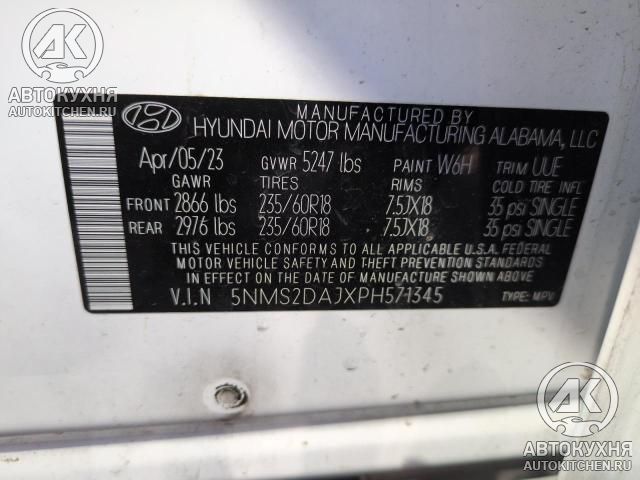 АВТОКУХНЯ
AUTOKITCHEN.RU
MANUFACTURED BY
HYUNDAI MOTOR MANUFACTURING ALABAMA, LLC
Apr/05/23 GVWR 5247 lbs PAINT W6H TRIM UUE
GAWR TIRES RIMS COLD TIRE INFL
FRONT 2866 lbs 235/60R18 7.5JX18 35 psi SINGLE
REAR 2976 lbs 235/60R18 7.5JX18 35 psi SINGLE
THIS VEHICLE CONFORMS TO ALL APPLICABLE U.S.A. FEDERAL
MOTOR VEHICLE SAFETY AND THEFT PREVENTION STANDARDS
IN EFFECT ON THE DATE OF MANUFACTURE SHOWN ABOVE.
V.I.N 5NMS2DAJXPH571345 TYPE: MPV
АК
АВТОКУХНЯ
AUTOKITCHEN.RU